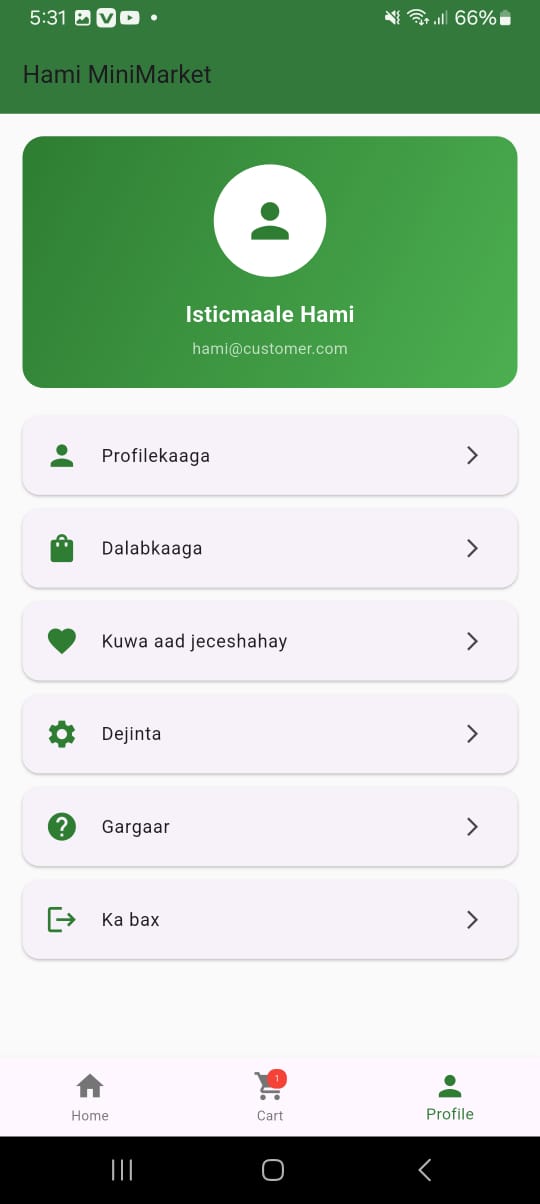 5:31
66%
Hami MiniMarket
Isticmaale Hami
hami@customer.com
Profilekaaga
Dalabkaaga
Kuwa aad jeceshahay
Dejinta
Gargaar
Ka bax
1
Home
Cart
Profile